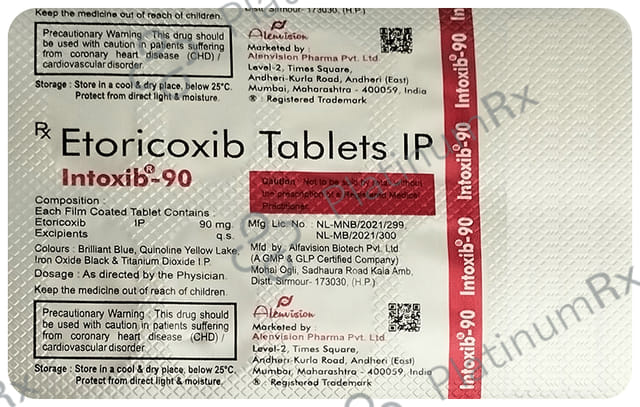 Keep the medicine out of reach of children.
Precautionary Warning : This drug should
be used with caution in patients suffering
from coronary heart disease (CHD) /
cardiovascular disorder.
Storage : Store in a cool & dry place, below 25°C.
Protect from direct light & moisture.
Distt. Sirmour- 173030, (H.P.)
Alenvision
Marketed by :
Alenvision Pharma Pvt. Ltd.
Level-2, Times Square,
Andheri-Kurla Road, Andheri (East)
Mumbai, Maharashtra - 400059, India
® : Registered Trademark
Rx Etoricoxib Tablets IP
Intoxib®-90
Caution : Not to be sold by retail without
the prescription of a Registered Medical
Practitioner.
Composition :
Each Film Coated Tablet Contains :
Etoricoxib IP 90 mg.
Excipients q.s.
Colours : Brilliant Blue, Quinoline Yellow Lake,
Iron Oxide Black & Titanium Dioxide I.P.
Dosage : As directed by the Physician.
Keep the medicine out of reach of children.
Mfg. Lic. No. : NL-MNB/2021/299,
NL-MB/2021/300
Mfd. by : Alfavision Biotech Pvt. Ltd.
(A GMP & GLP Certified Company)
Mohal Ogli, Sadhaura Road Kala Amb,
Distt. Sirmour- 173030, (H.P.)
Precautionary Warning : This drug should
be used with caution in patients suffering
from coronary heart disease (CHD) /
cardiovascular disorder.
Storage : Store in a cool & dry place, below 25°C.
Protect from direct light & moisture.
Alenvision
Marketed by :
Alenvision Pharma Pvt. Ltd.
Level-2, Times Square,
Andheri-Kurla Road, Andheri (East)
Mumbai, Maharashtra - 400059, India
® : Registered Trademark
Intoxib®-90
Intoxib®-90
Intoxib®-90
Intoxib®-90
PlatinumRx
PlatinumRx